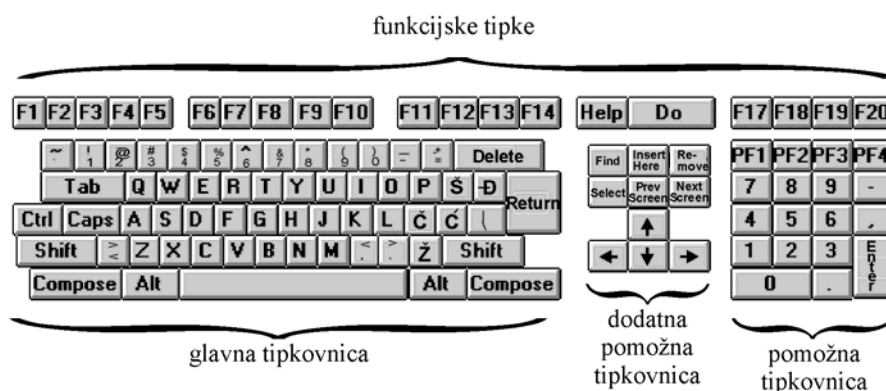 funkcijske tipke
F1 F2 F3 F4 F5 F6 F7 F8 F9 F10 F11 F12 F13 F14 Help Do F17 F18 F19 F20
~ ! @ # $ % ^ & * ( ) _ +
` 1 2 3 4 5 6 7 8 9 0 - = Delete Find Insert Here Re-move PF1 PF2 PF3 PF4
Tab Q W E R T Y U I O P Š Đ Return Select Prev Screen Next Screen 7 8 9 -
Ctrl Caps A S D F G H J K L Č Ć | \ ↑ 4 5 6 ,
Shift > < Z X C V B N M < , > . Ž Shift ← ↓ → 1 2 3 Enter
Compose Alt Alt Compose 0 .
glavna tipkovnica
dodatna
pomožna
tipkovnica
pomožna
tipkovnica